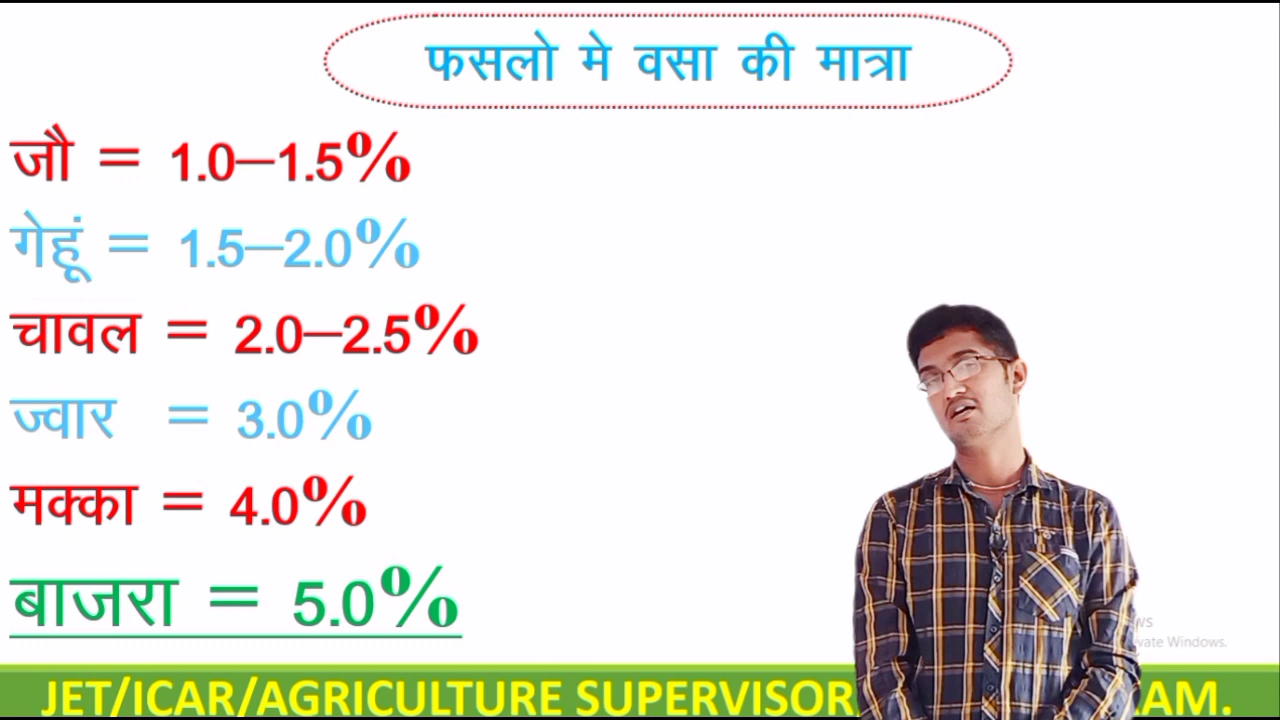 फसलो मे वसा की मात्रा
जौ = 1.0–1.5%
गेहूं = 1.5–2.0%
चावल = 2.0–2.5%
ज्वार = 3.0%
मक्का = 4.0%
बाजरा = 5.0%
Windows.
JET/ICAR/AGRICULTURE SUPERVISOR